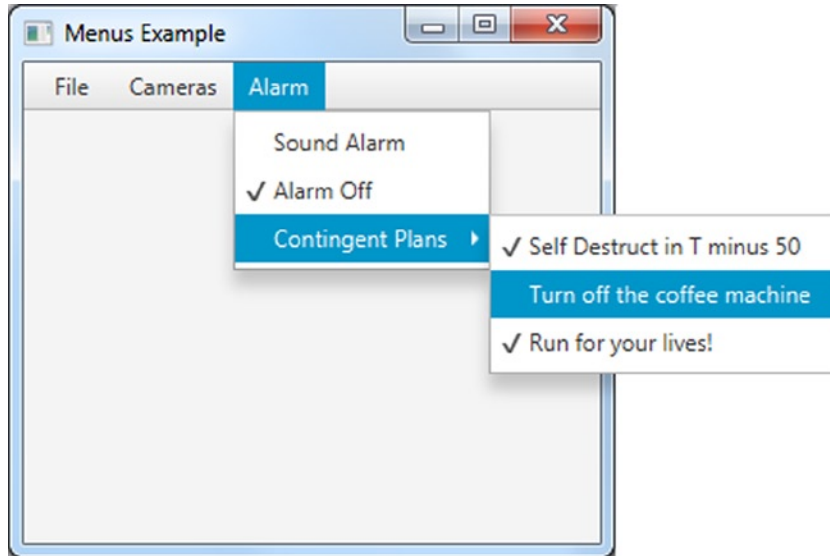 Menus Example
File Cameras Alarm
Sound Alarm
Alarm Off
Contingent Plans
Self Destruct in T minus 50
Turn off the coffee machine
Run for your lives!